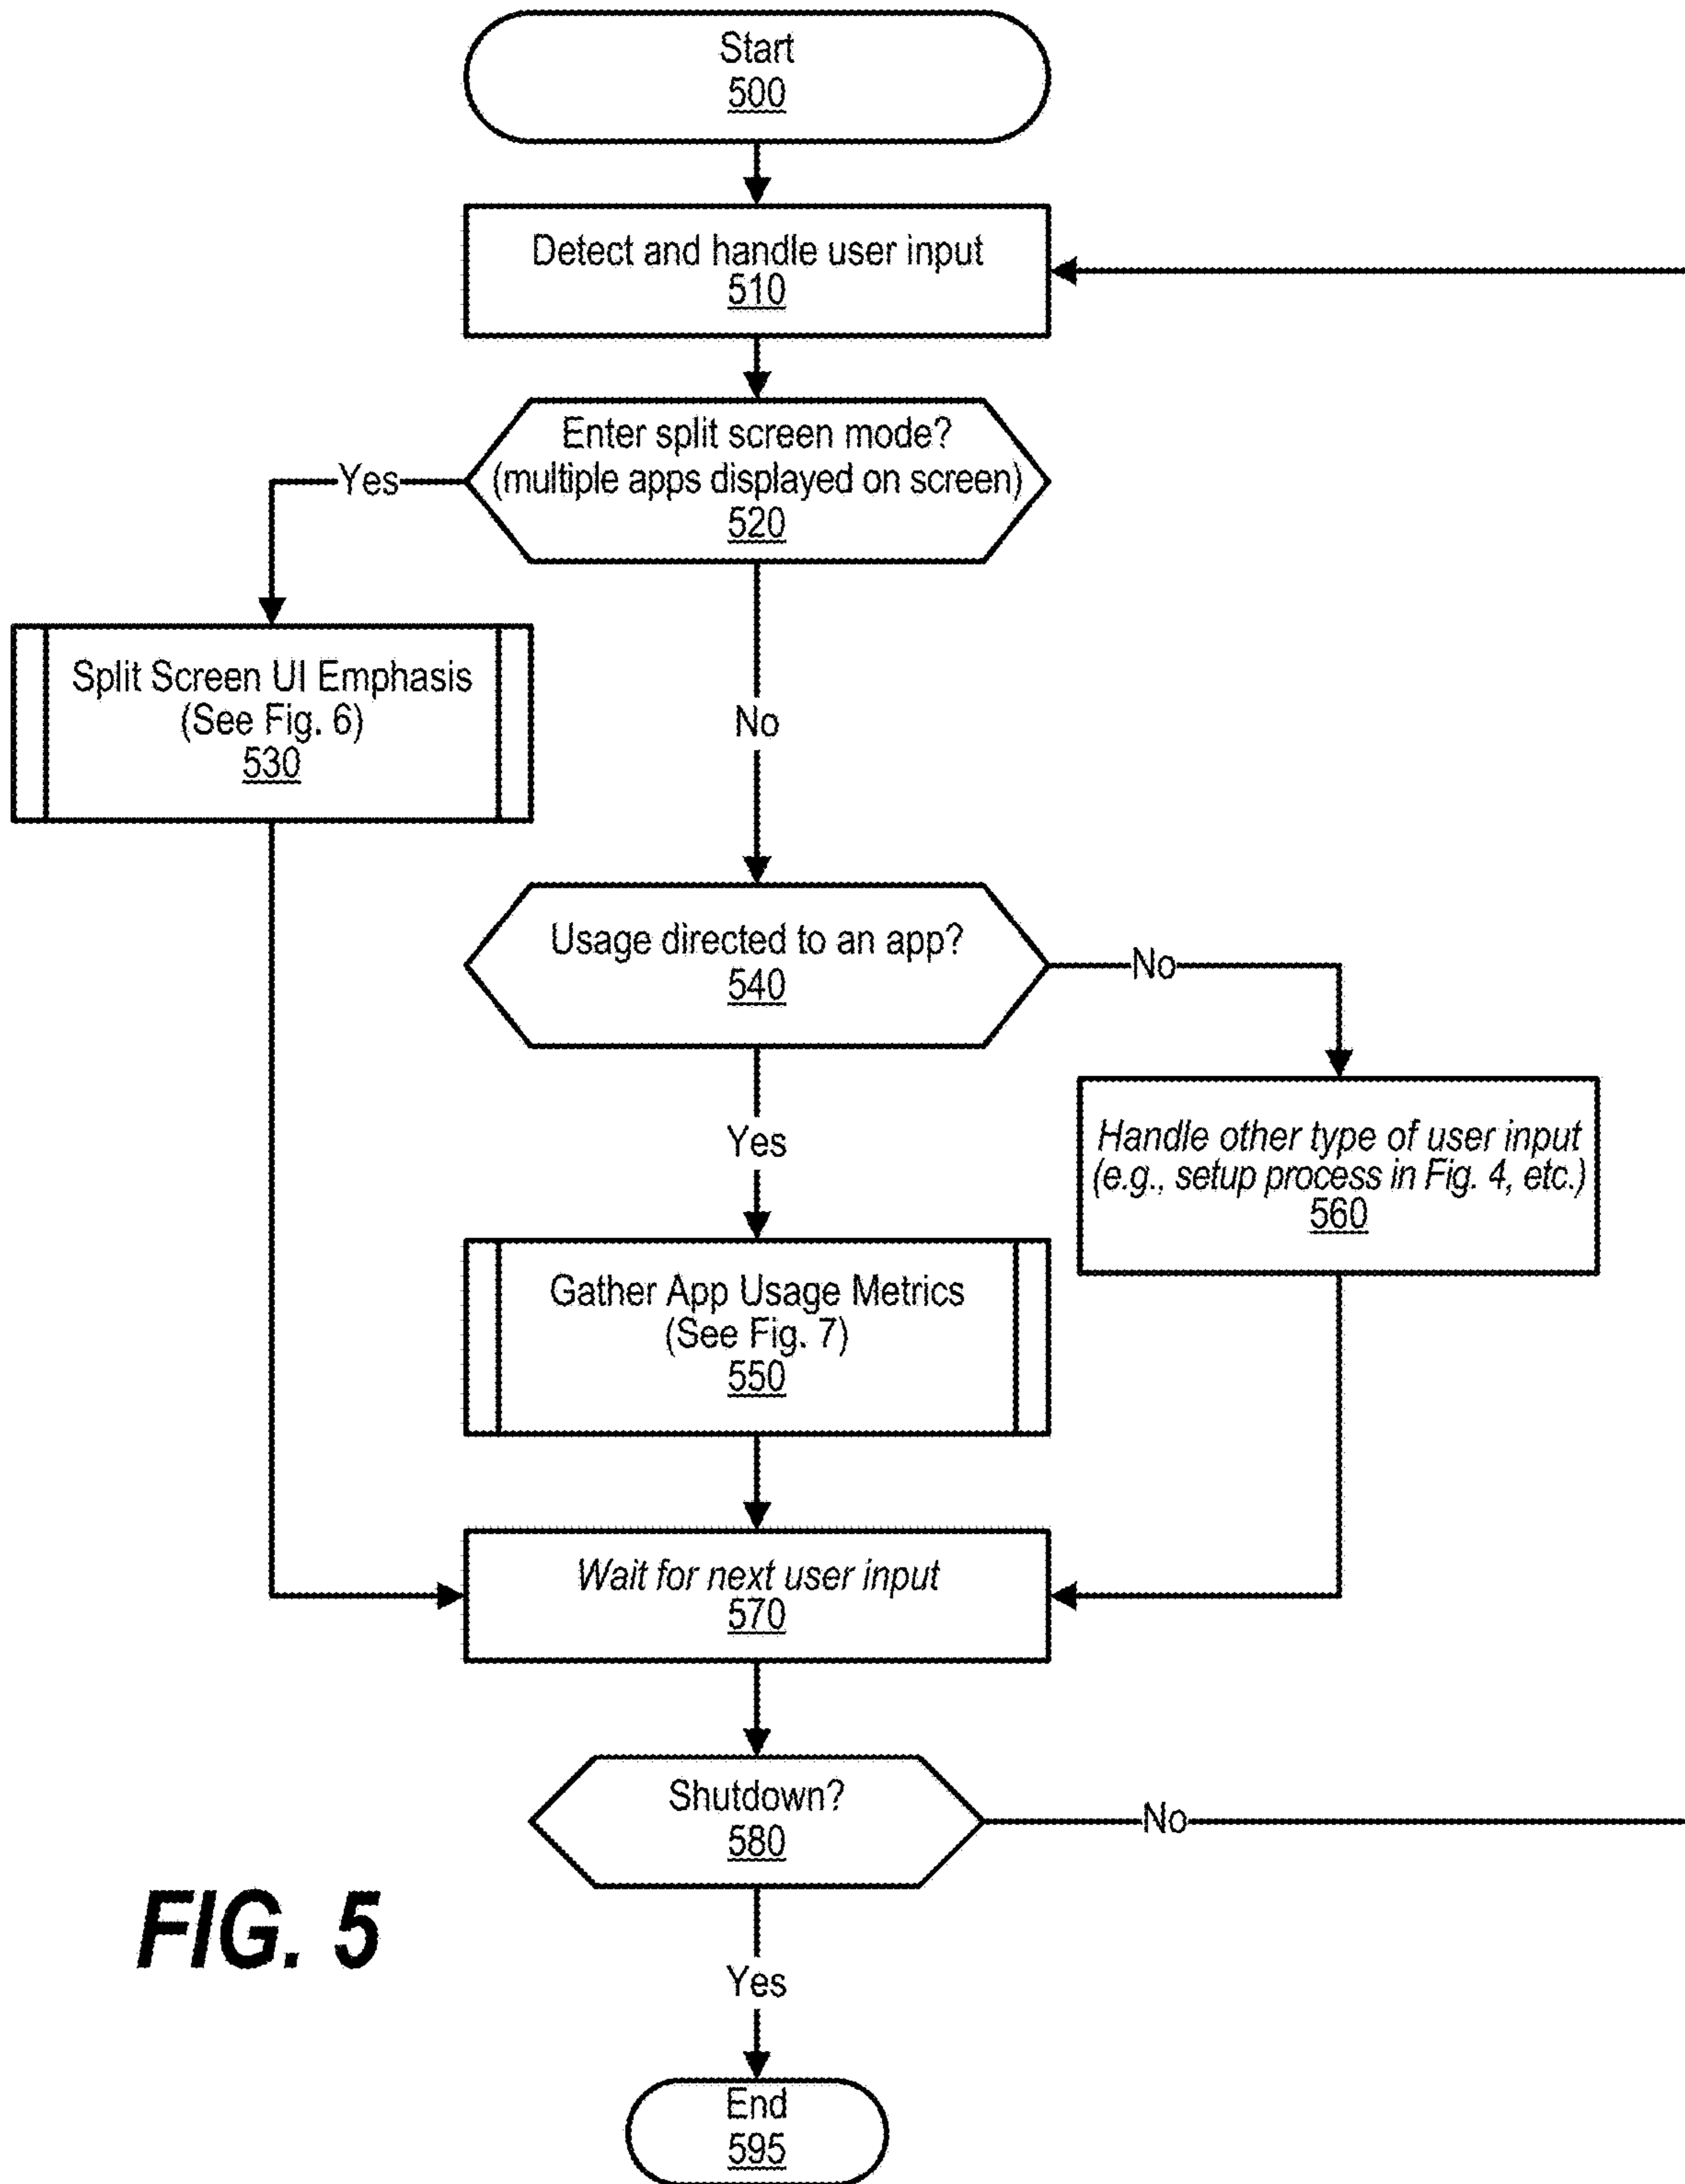 Start
500
Detect and handle user input
510
Enter split screen mode?
(multiple apps displayed on screen)
520
Yes
Split Screen UI Emphasis
(See Fig. 6)
530
No
Usage directed to an app?
540
No
Yes
Handle other type of user input
(e.g., setup process in Fig. 4, etc.)
560
Gather App Usage Metrics
(See Fig. 7)
550
Wait for next user input
570
Shutdown?
580
No
FIG. 5
Yes
End
595